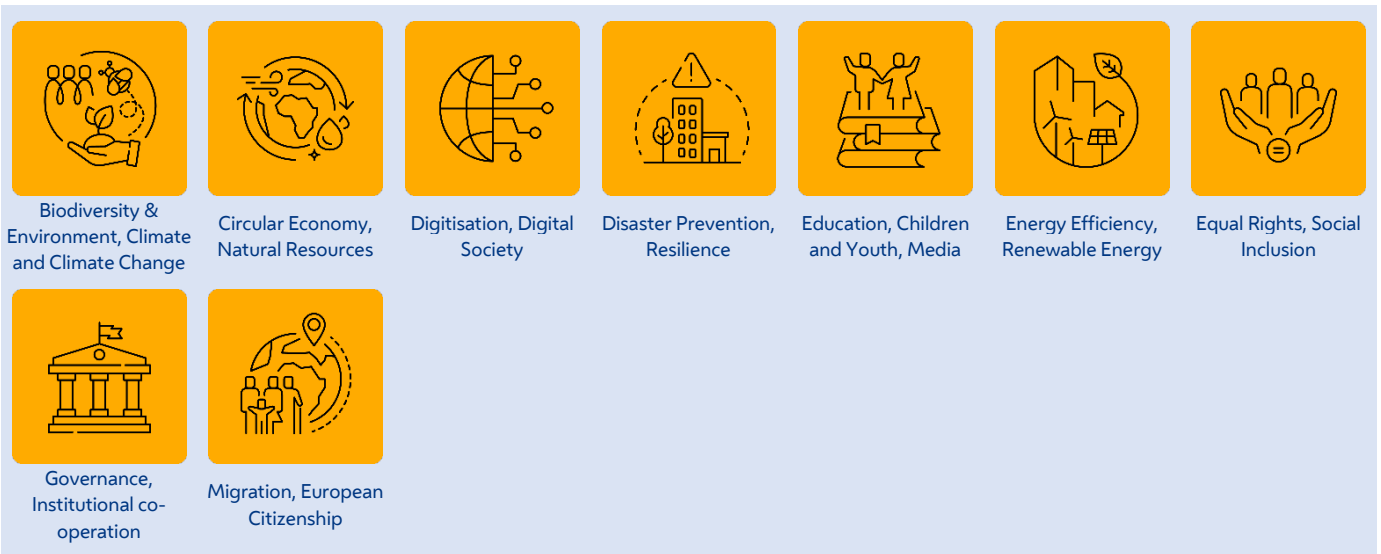 Biodiversity &
Environment, Climate
and Climate Change
Circular Economy,
Natural Resources
Digitisation, Digital
Society
Disaster Prevention,
Resilience
Education, Children
and Youth, Media
Energy Efficiency,
Renewable Energy
Equal Rights, Social
Inclusion
Governance,
Institutional co-
operation
Migration, European
Citizenship